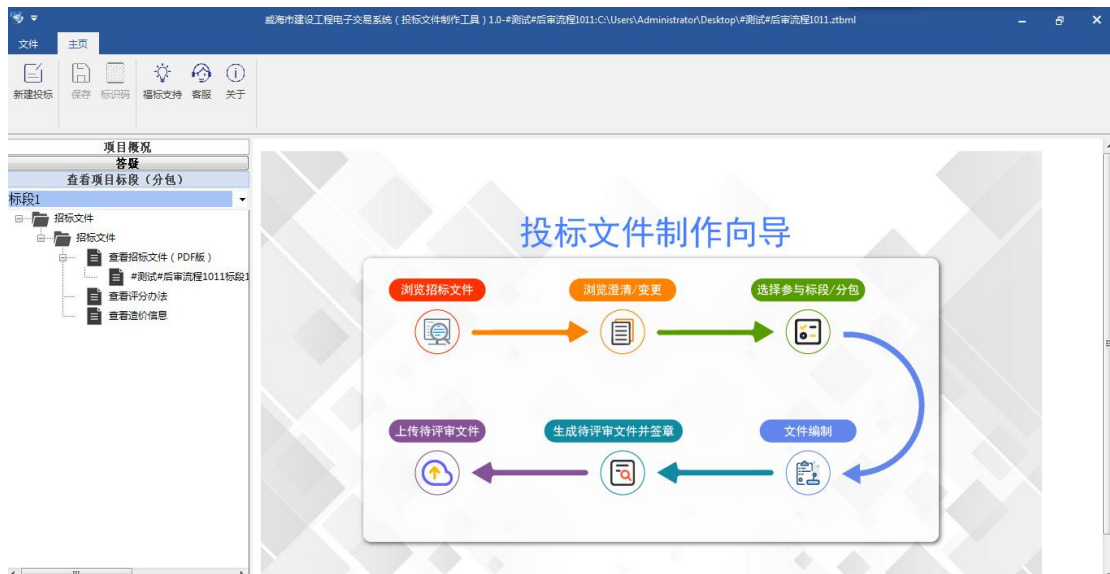 威海市建设工程电子交易系统（投标文件制作工具）1.0-#测试#后审流程1011:C:\Users\Administrator\Desktop\#测试#后审流程1011.ztbml
文件 主页
新建投标 保存 标识码 福标支持 客服 关于
项目概况
答疑
查看项目标段（分包）
标段1
招标文件
招标文件
查看招标文件（PDF版）
#测试#后审流程1011标段1
查看评分办法
查看造价信息
投标文件制作向导
浏览招标文件 浏览澄清/变更 选择参与标段/分包
上传待评审文件 生成待评审文件并签章 文件编制